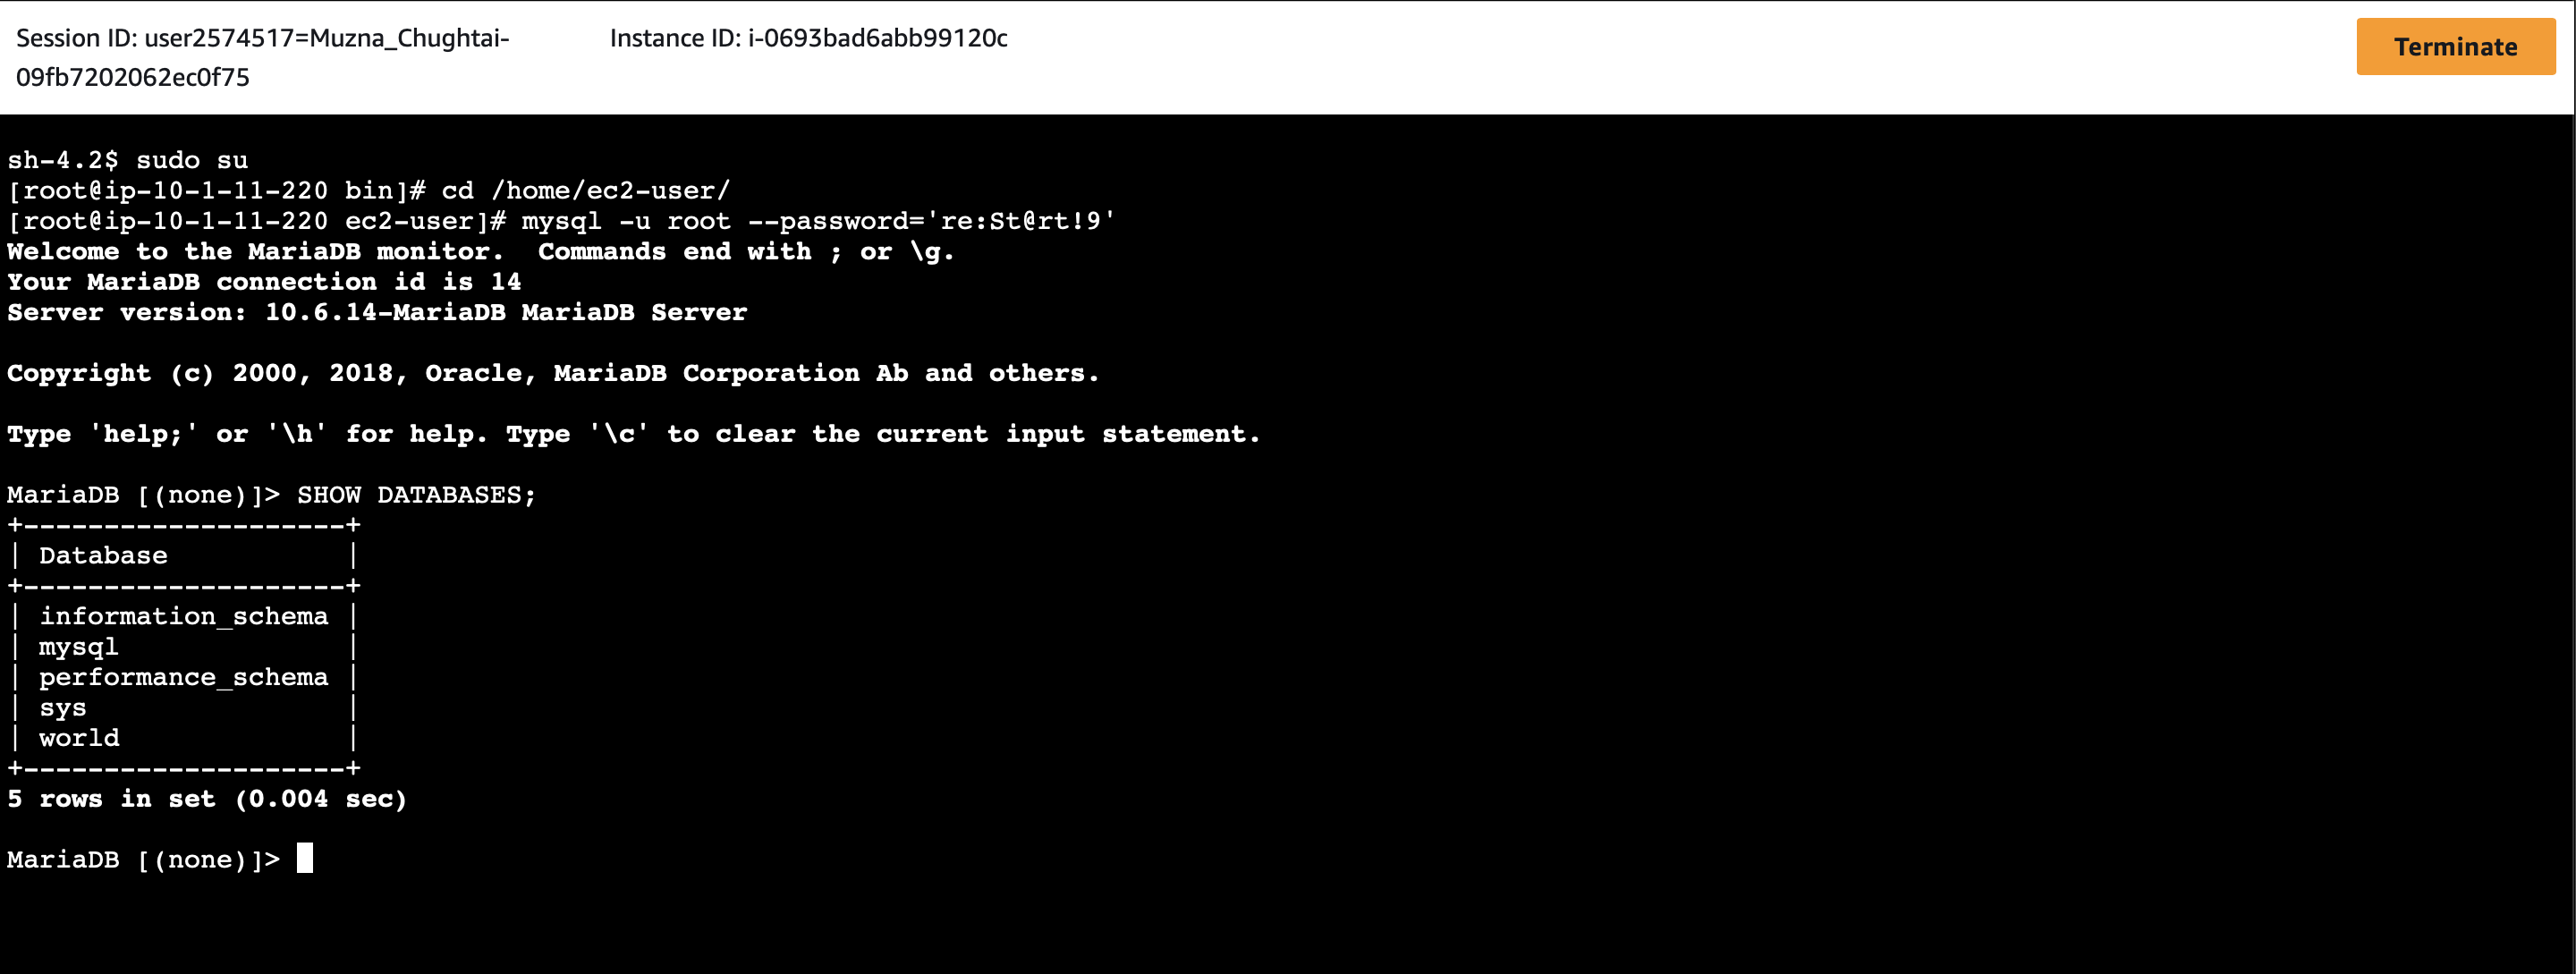 Session ID: user2574517=Muzna_Chughtai-
09fb7202062ec0f75
Instance ID: i-0693bad6abb99120c
Terminate
sh-4.2$ sudo su
[root@ip-10-1-11-220 bin]# cd /home/ec2-user/
[root@ip-10-1-11-220 ec2-user]# mysql -u root --password='re:St@rt!9'
Welcome to the MariaDB monitor.  Commands end with ; or \g.
Your MariaDB connection id is 14
Server version: 10.6.14-MariaDB MariaDB Server
Copyright (c) 2000, 2018, Oracle, MariaDB Corporation Ab and others.
Type 'help;' or '\h' for help. Type '\c' to clear the current input statement.
MariaDB [(none)]> SHOW DATABASES;
+--------------------+
| Database           |
+--------------------+
| information_schema |
| mysql              |
| performance_schema |
| sys                |
| world              |
+--------------------+
5 rows in set (0.004 sec)
MariaDB [(none)]>